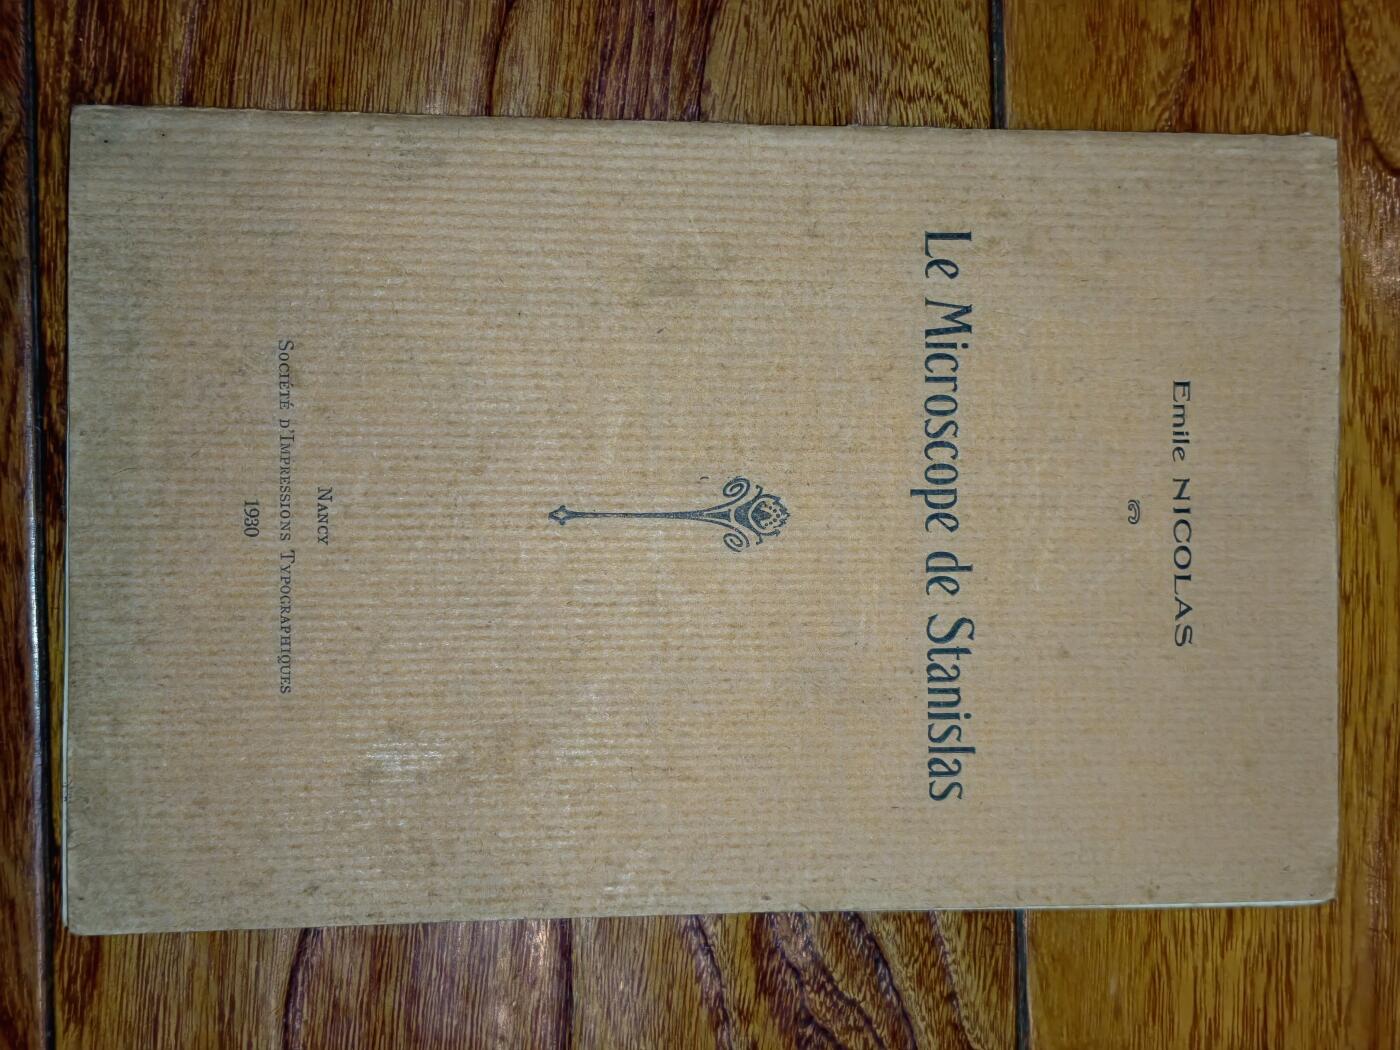 Emile NICOLAS
Le Microscope de Stanislas
NANCY
SOCIÉTÉ D'IMPRESSIONS TYPOGRAPHIQUES
1930